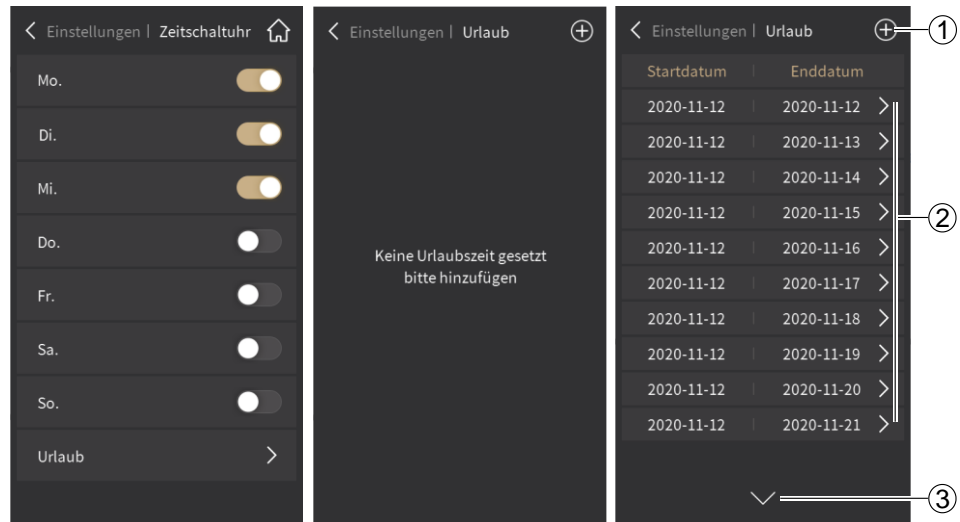 Einstellungen | Zeitschaltuhr
Mo.
Di.
Mi.
Do.
Fr.
Sa.
So.
Urlaub
Einstellungen | Urlaub
Keine Urlaubszeit gesetzt
bitte hinzufügen
Einstellungen | Urlaub
Startdatum | Enddatum
2020-11-12 | 2020-11-12
2020-11-12 | 2020-11-13
2020-11-12 | 2020-11-14
2020-11-12 | 2020-11-15
2020-11-12 | 2020-11-16
2020-11-12 | 2020-11-17
2020-11-12 | 2020-11-18
2020-11-12 | 2020-11-19
2020-11-12 | 2020-11-20
2020-11-12 | 2020-11-21
1
2
3